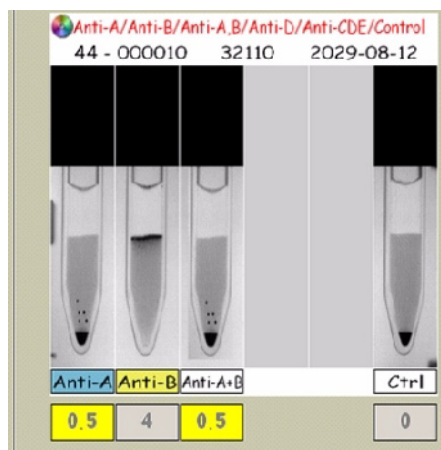 Anti-A/Anti-B/Anti-A,B/Anti-D/Anti-CDE/Control
44 - 000010 32110 2029-08-12
Anti-A Anti-B Anti-A+B Ctrl
0.5 4 0.5 0